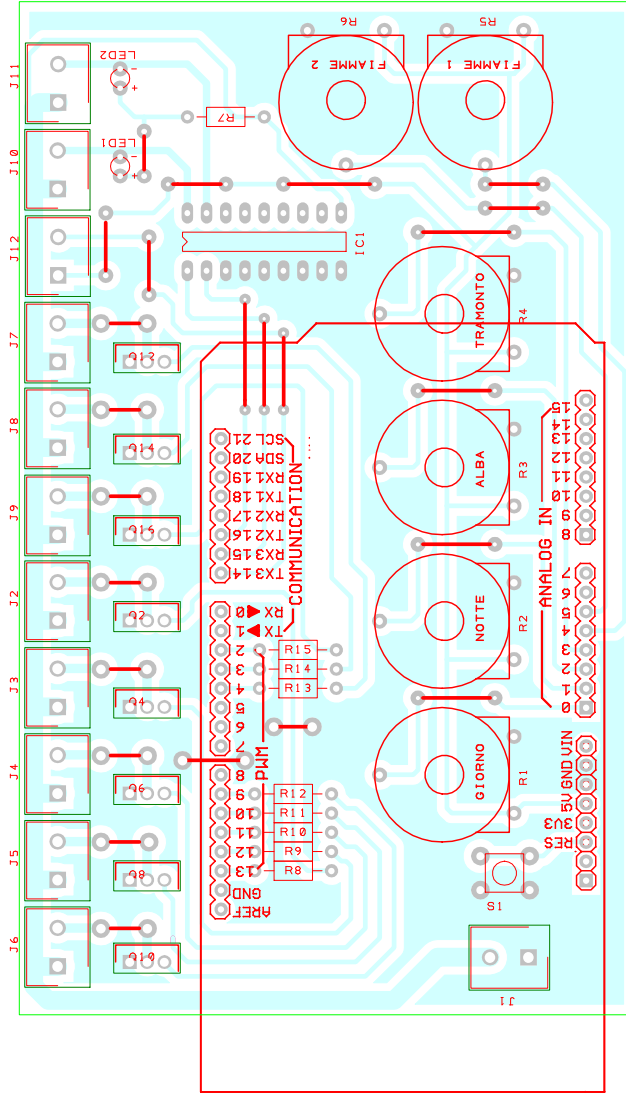 R6
R5
J11
LED2
-
+
FIAMME 2
FIAMME 1
R7
J10
LED1
-
+
J12
IC1
J7
Q12
TRAMONTO
R4
J8
Q14
SCL 21
SDA 20
RX1 19
TX1 18
RX2 17
TX2 16
RX3 15
TX3 14
COMMUNICATION
ALBA
R3
15
14
13
12
11
10
9
8
ANALOG IN
J9
Q16
J2
Q2
RX 0
TX 1
2
3
4
5
6
7
PWM
R15
R14
R13
NOTTE
R2
7
6
5
4
3
2
1
0
J3
Q4
J4
Q6
8
9
10
11
12
13
GND
AREF
R12
R11
R10
R9
R8
GIORNO
R1
VIN
GND
5V
3V3
RES
J5
Q8
S1
J6
Q10
J1